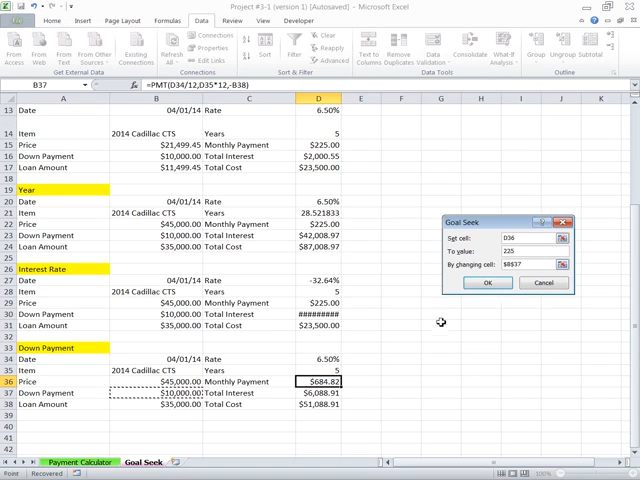 Project #3-1 (version 1) [Autosaved] - Microsoft Excel
File Home Insert Page Layout Formulas Data Review View Developer
From Access From Web From Text From Other Sources Existing Connections
Get External Data
Refresh All
Connections
Properties
Edit Links
Connections
Sort
Filter
Clear
Reapply
Advanced
Sort & Filter
Text to Columns Remove Duplicates Data Validation Consolidate What-If Analysis
Data Tools
Group Ungroup Subtotal
Outline
B37 fx =PMT(D34/12,D35*12,-B38)
A B C D E F G H I J K
13 Date 04/01/14 Rate 6.50%
14 Item 2014 Cadillac CTS Years 5
15 Price $21,499.45 Monthly Payment $225.00
16 Down Payment $10,000.00 Total Interest $2,000.55
17 Loan Amount $11,499.45 Total Cost $23,500.00
18
19 Year
20 Date 04/01/14 Rate 6.50%
21 Item 2014 Cadillac CTS Years 28.521833
22 Price $45,000.00 Monthly Payment $225.00
23 Down Payment $10,000.00 Total Interest $42,008.97
24 Loan Amount $35,000.00 Total Cost $87,008.97
25
26 Interest Rate
27 Date 04/01/14 Rate -32.64%
28 Item 2014 Cadillac CTS Years 5
29 Price $45,000.00 Monthly Payment $225.00
30 Down Payment $10,000.00 Total Interest #########
31 Loan Amount $35,000.00 Total Cost $23,500.00
32
33 Down Payment
34 Date 04/01/14 Rate 6.50%
35 Item 2014 Cadillac CTS Years 5
36 Price $45,000.00 Monthly Payment $684.82
37 Down Payment $10,000.00 Total Interest $6,088.91
38 Loan Amount $35,000.00 Total Cost $51,088.91
39
40
41
42
Goal Seek
Set cell: D36
To value: 225
By changing cell: $B$37
OK Cancel
Payment Calculator Goal Seek
Point Recovered 100%